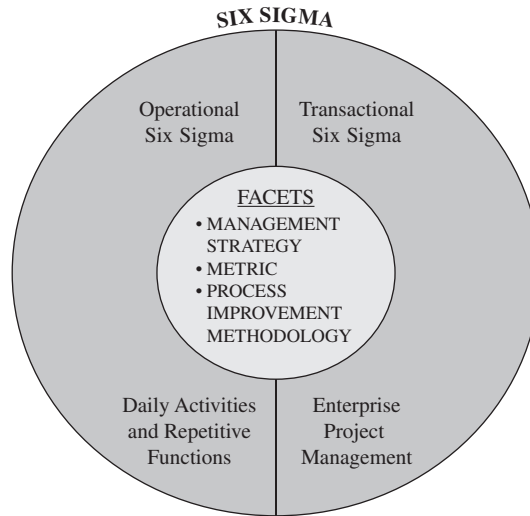 SIX SIGMA
Operational
Six Sigma
Transactional
Six Sigma
FACETS
• MANAGEMENT
STRATEGY
• METRIC
• PROCESS
IMPROVEMENT
METHODOLOGY
Daily Activities
and Repetitive
Functions
Enterprise
Project
Management